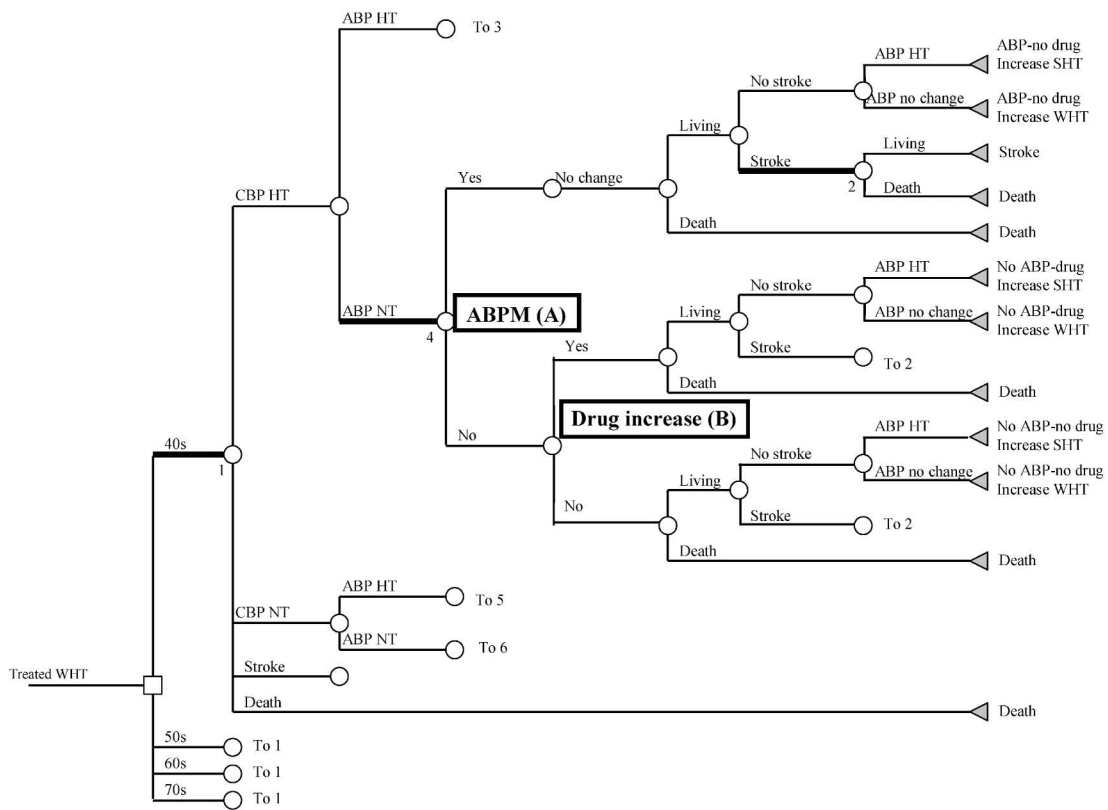 ABP HT
To 3
ABP HT
ABP-no drug
Increase SHT
No stroke
ABP no change
ABP-no drug
Increase WHT
Living
Stroke
2
Living
Stroke
Death
Death
CBP HT
Yes
No change
Death
Death
ABP NT
4
ABPM (A)
ABP HT
No ABP-drug
Increase SHT
No stroke
ABP no change
No ABP-drug
Increase WHT
Living
Yes
Stroke
To 2
Death
Death
Drug increase (B)
No
ABP HT
No ABP-no drug
Increase SHT
No stroke
ABP no change
No ABP-no drug
Increase WHT
Living
No
Stroke
To 2
Death
Death
40s
1
CBP NT
ABP HT
To 5
ABP NT
To 6
Stroke
Treated WHT
Death
Death
50s
To 1
60s
To 1
70s
To 1